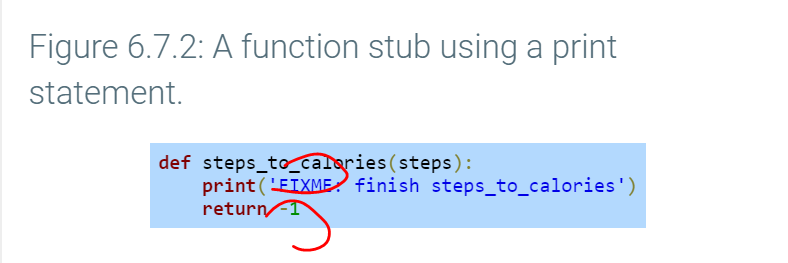 Figure 6.7.2: A function stub using a print
statement.
def steps_to_calories(steps):
    print('FIXME: finish steps_to_calories')
    return -1